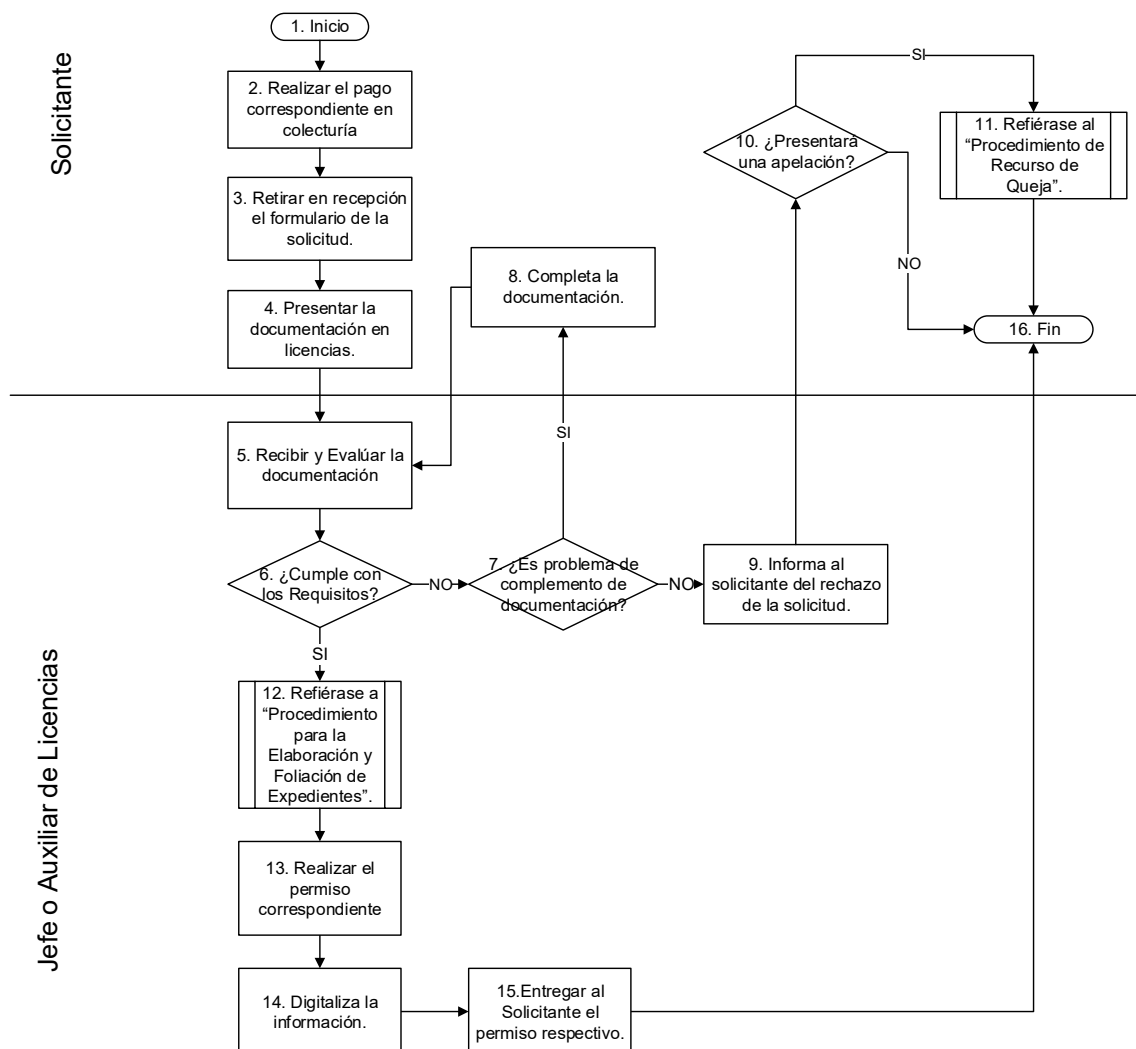 Solicitante
1. Inicio
2. Realizar el pago
correspondiente en
colecturía
3. Retirar en recepción
el formulario de la
solicitud.
4. Presentar la
documentación en
licencias.
8. Completa la
documentación.
10. ¿Presentará
una apelación?
SI
NO
11. Refiérase al
“Procedimiento de
Recurso de
Queja”.
16. Fin
Jefe o Auxiliar de Licencias
5. Recibir y Evalúar la
documentación
6. ¿Cumple con
los Requisitos?
NO
SI
7. ¿Es problema de
complemento de
documentación?
SI
NO
9. Informa al
solicitante del rechazo
de la solicitud.
12. Refiérase a
“Procedimiento
para la
Elaboración y
Foliación de
Expedientes”.
13. Realizar el
permiso
correspondiente
14. Digitaliza la
información.
15.Entregar al
Solicitante el
permiso respectivo.